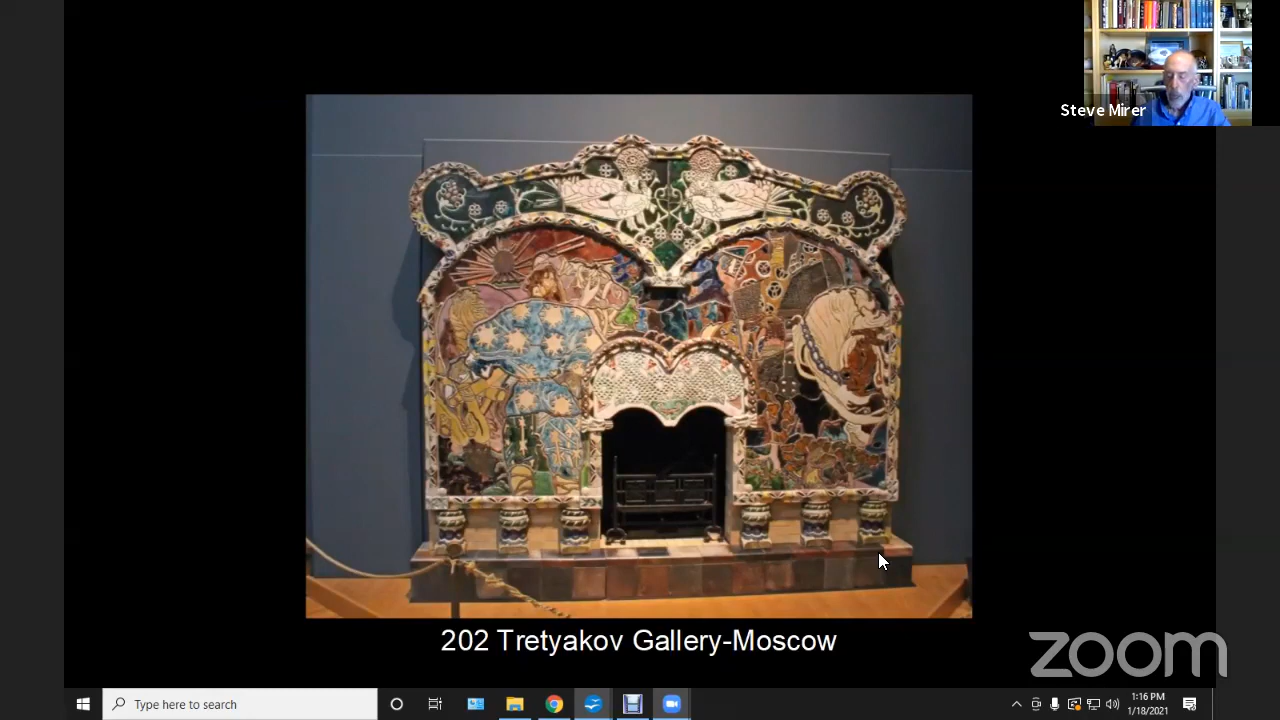 Steve Mirer
202 Tretyakov Gallery-Moscow
zoom
Type here to search
1:16 PM
1/18/2021